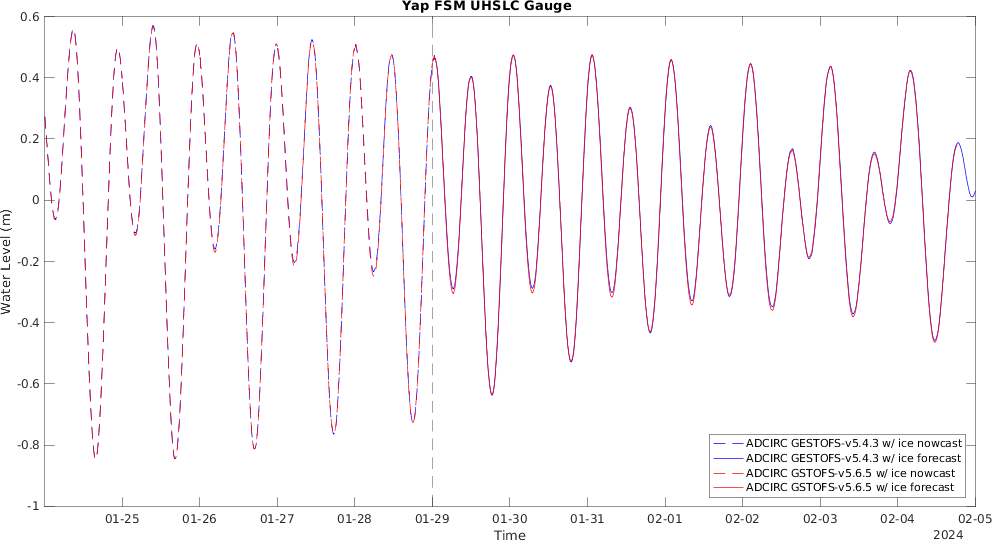 Yap FSM UHSLC Gauge
0.6
0.4
0.2
0
-0.2
-0.4
-0.6
-0.8
-1
Water Level (m)
01-25 01-26 01-27 01-28 01-29 01-30 01-31 02-01 02-02 02-03 02-04 02-05
Time
2024
ADCIRC GESTOFS-v5.4.3 w/ ice nowcast
ADCIRC GESTOFS-v5.4.3 w/ ice forecast
ADCIRC GSTOFS-v5.6.5 w/ ice nowcast
ADCIRC GSTOFS-v5.6.5 w/ ice forecast